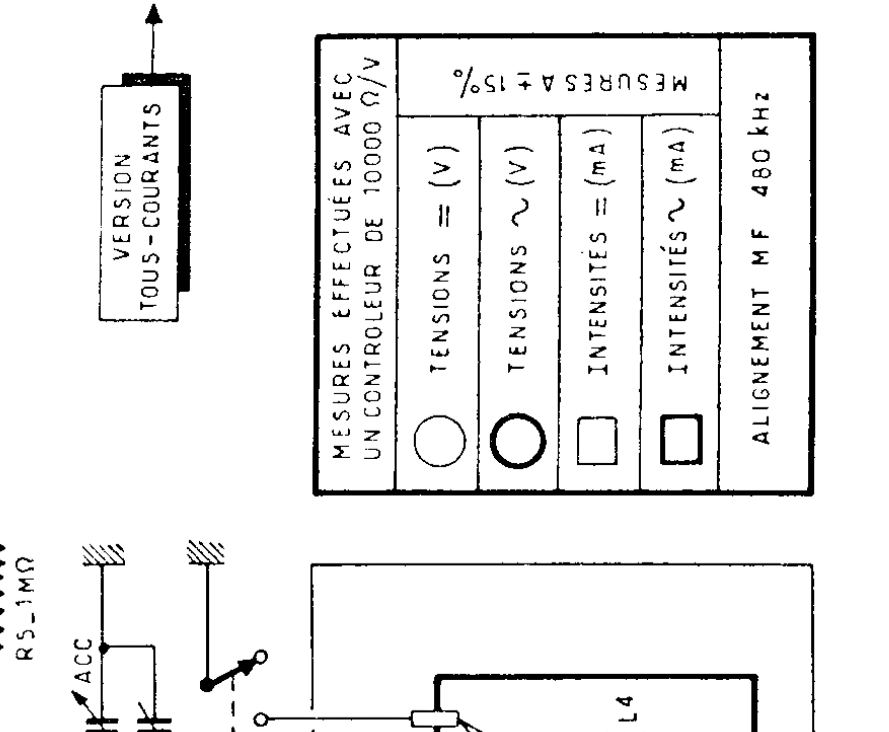 VERSION
TOUS-COURANTS
MESURES EFFECTUÉES AVEC
UN CONTROLEUR DE 10000 Ω/V
TENSIONS = (V)
TENSIONS ~ (V)
INTENSITES = (mA)
INTENSITÉS ~ (mA)
MESURES A ± 15%
ALIGNEMENT MF 480 kHz
R5_1MΩ
ACC
L4